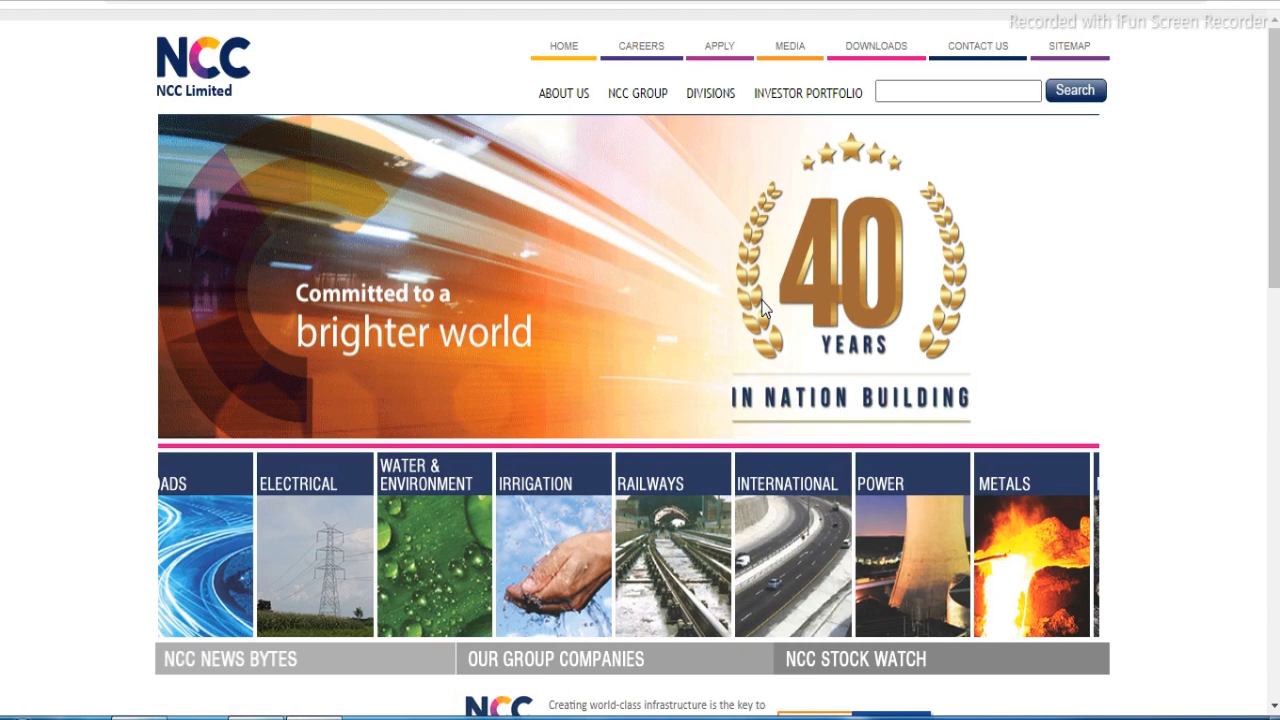 Recorded with iFun Screen Recorder
NCC
NCC Limited
HOME CAREERS APPLY MEDIA DOWNLOADS CONTACT US SITEMAP
ABOUT US NCC GROUP DIVISIONS INVESTOR PORTFOLIO Search
Committed to a
brighter world
40
YEARS
IN NATION BUILDING
ADS ELECTRICAL WATER &
ENVIRONMENT IRRIGATION RAILWAYS INTERNATIONAL POWER METALS
NCC NEWS BYTES OUR GROUP COMPANIES NCC STOCK WATCH
NCC Creating world-class infrastructure is the key to